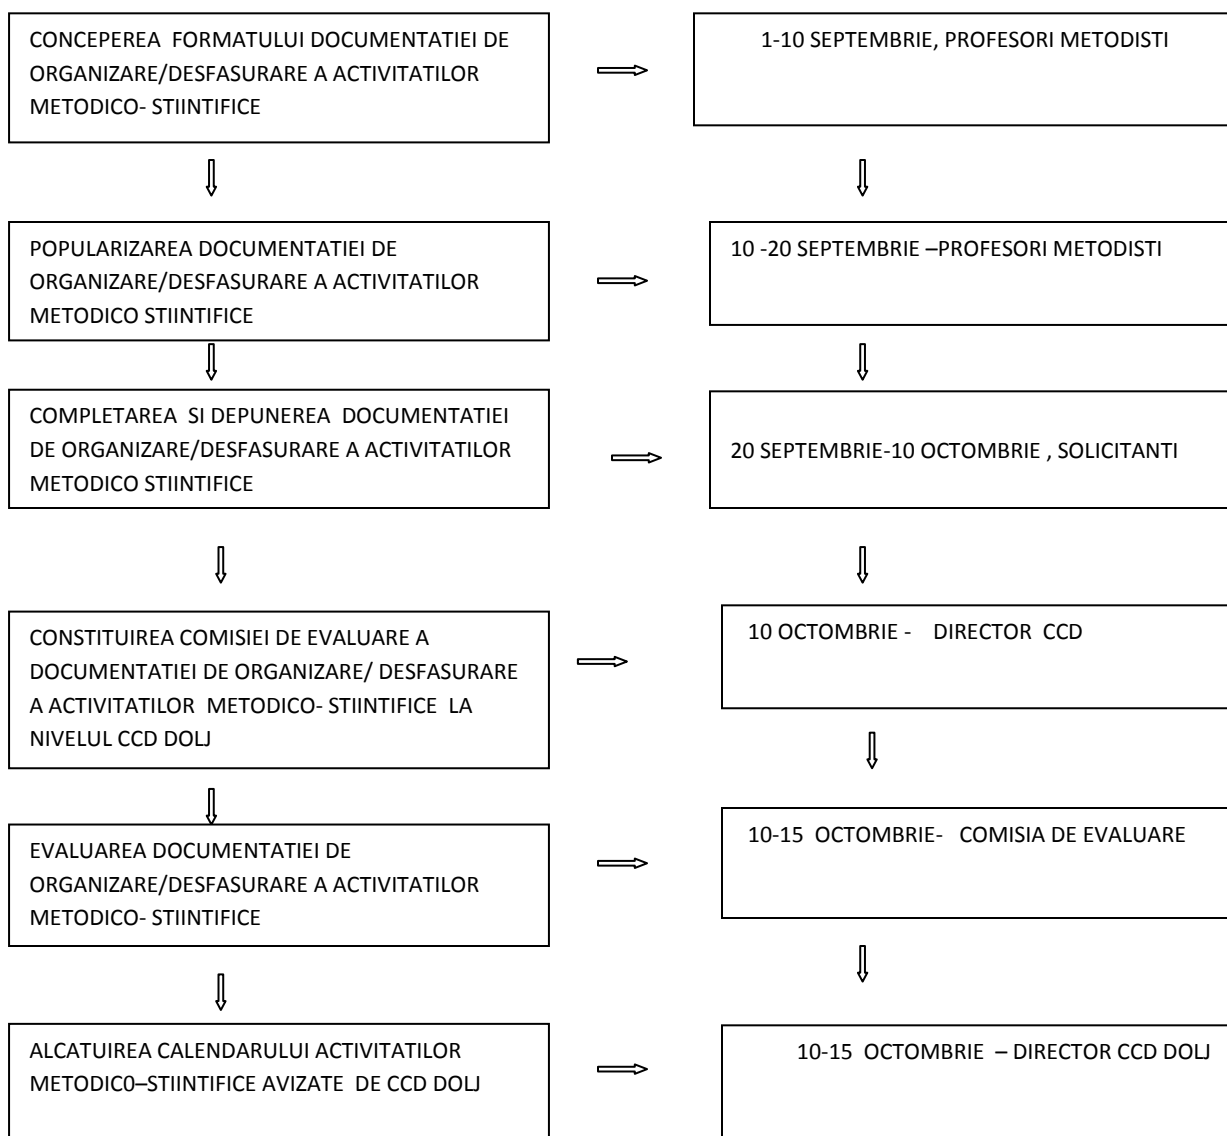 CONCEPEREA FORMATULUI DOCUMENTATIEI DE
ORGANIZARE/DESFASURARE A ACTIVITATILOR
METODICO- STIINTIFICE
1-10 SEPTEMBRIE, PROFESORI METODISTI
POPULARIZAREA DOCUMENTATIEI DE
ORGANIZARE/DESFASURARE A ACTIVITATILOR
METODICO STIINTIFICE
10 -20 SEPTEMBRIE –PROFESORI METODISTI
COMPLETAREA SI DEPUNEREA DOCUMENTATIEI
DE ORGANIZARE/DESFASURARE A ACTIVITATILOR
METODICO STIINTIFICE
20 SEPTEMBRIE-10 OCTOMBRIE , SOLICITANTI
CONSTITUIREA COMISIEI DE EVALUARE A
DOCUMENTATIEI DE ORGANIZARE/ DESFASURARE
A ACTIVITATILOR METODICO- STIINTIFICE LA
NIVELUL CCD DOLJ
10 OCTOMBRIE - DIRECTOR CCD
EVALUAREA DOCUMENTATIEI DE
ORGANIZARE/DESFASURARE A ACTIVITATILOR
METODICO- STIINTIFICE
10-15 OCTOMBRIE- COMISIA DE EVALUARE
ALCATUIREA CALENDARULUI ACTIVITATILOR
METODIC0–STIINTIFICE AVIZATE DE CCD DOLJ
10-15 OCTOMBRIE – DIRECTOR CCD DOLJ